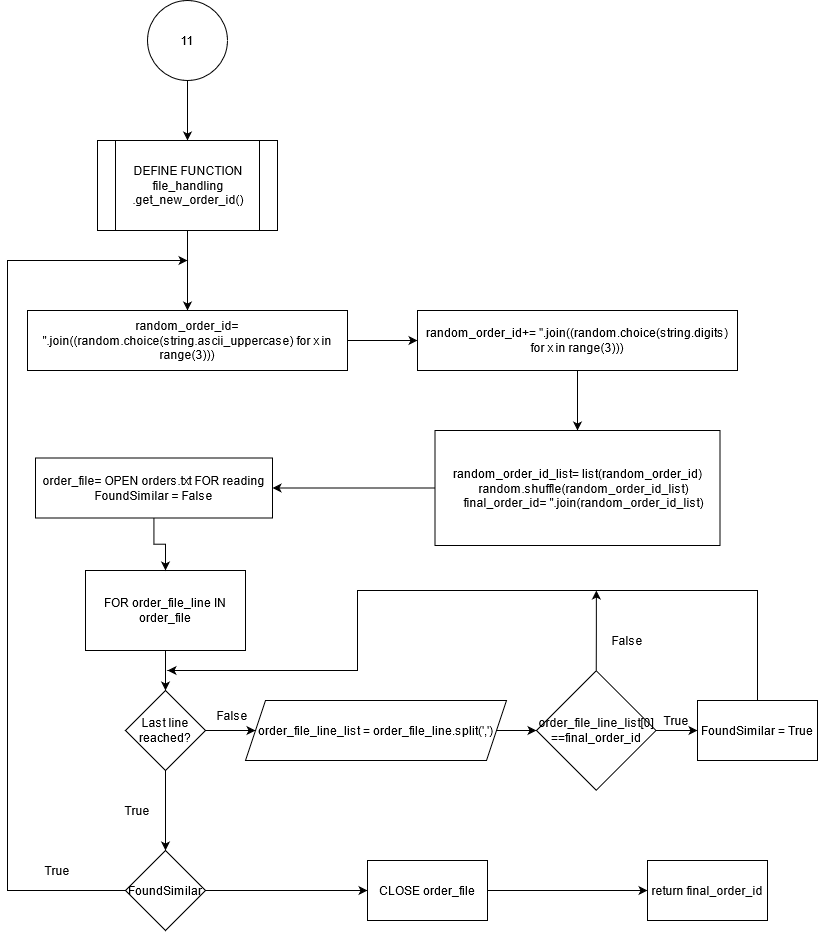 11
DEFINE FUNCTION
file_handling
.get_new_order_id()
random_order_id=
".join((random.choice(string.ascii_uppercase) for x in
range(3)))
random_order_id+= ".join((random.choice(string.digits)
for x in range(3)))
random_order_id_list= list(random_order_id)
random.shuffle(random_order_id_list)
final_order_id= ".join(random_order_id_list)
order_file= OPEN orders.txt FOR reading
FoundSimilar = False
FOR order_file_line IN
order_file
False
Last line
reached?
False
order_file_line_list = order_file_line.split(',')
order_file_line_list[0]
==final_order_id
True
FoundSimilar = True
True
True
FoundSimilar
CLOSE order_file
return final_order_id